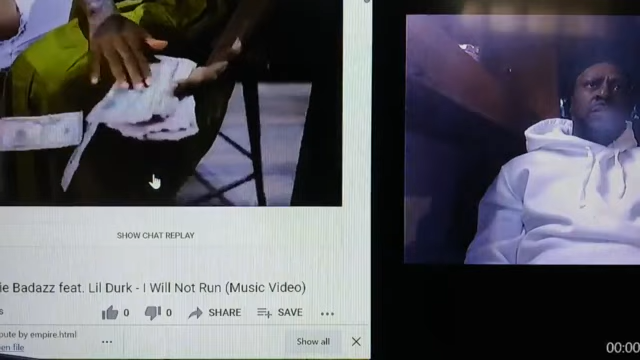 SHOW CHAT REPLAY
ie Badazz feat. Lil Durk - I Will Not Run (Music Video)
s 0 0 SHARE SAVE ...
oute by empire.html ...
en file
Show all
00:00